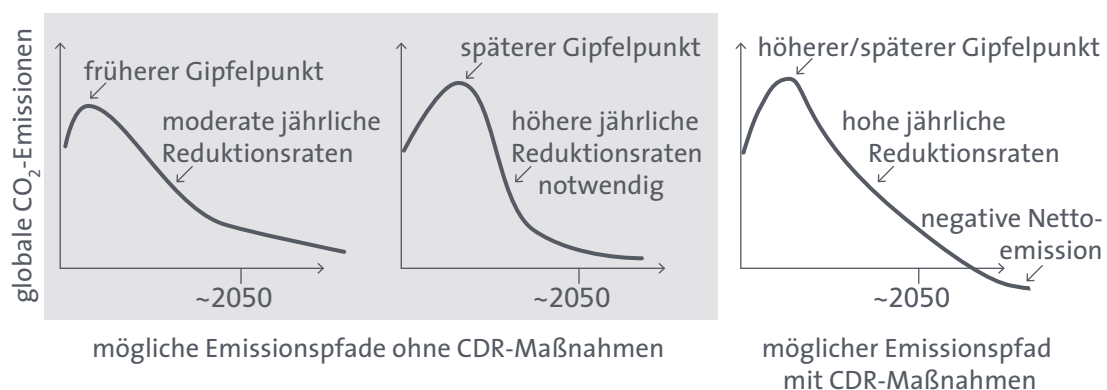 globale CO₂-Emissionen
früherer Gipfelpunkt
moderate jährliche
Reduktionsraten
~2050
späterer Gipfelpunkt
höhere jährliche
Reduktionsraten
notwendig
~2050
mögliche Emissionspfade ohne CDR-Maßnahmen
höherer/späterer Gipfelpunkt
hohe jährliche
Reduktionsraten
negative Netto-
emission
~2050
möglicher Emissionspfad
mit CDR-Maßnahmen